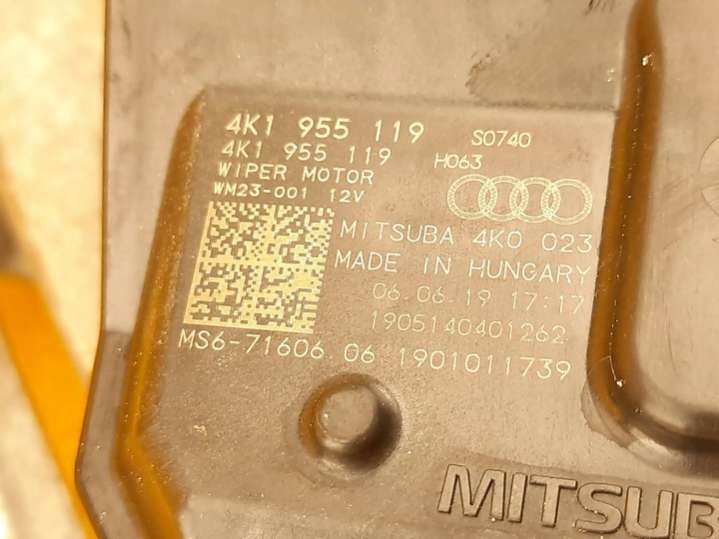 4K1 955 119 S0740
4K1 955 119 H063
WIPER MOTOR
WM23-001 12V
MITSUBA 4K0 023
MADE IN HUNGARY
06.06.19 17:17
1905140401262
MS6-71606.06 1901011739
MITSUBA